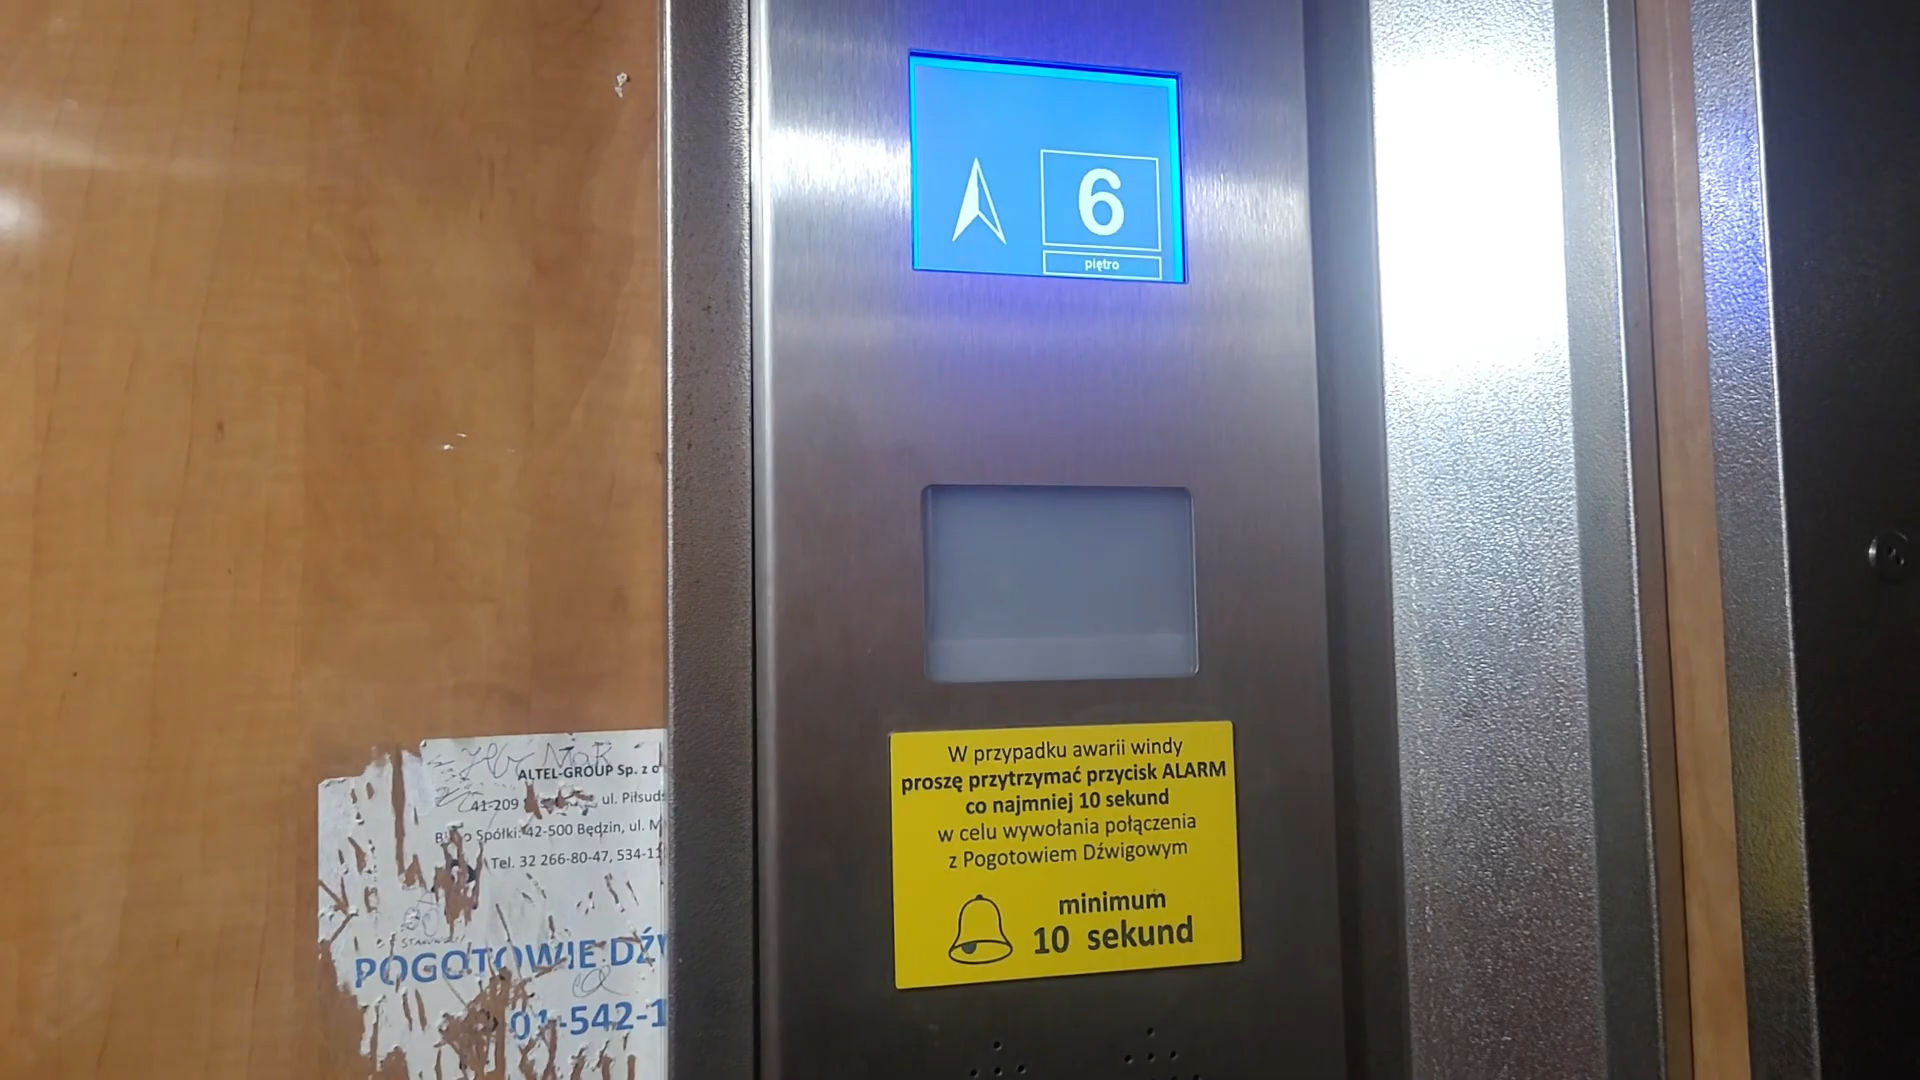 6
piętro
W przypadku awarii windy
proszę przytrzymać przycisk ALARM
co najmniej 10 sekund
w celu wywołania połączenia
z Pogotowiem Dźwigowym
minimum
10 sekund
ALTEL-GROUP Sp. z o
41-209 ul. Piłsuds
Spółki: 42-500 Będzin, ul. M
Tel. 32 266-80-47, 534-11
POGOTOWIE DŹW
01-542-1